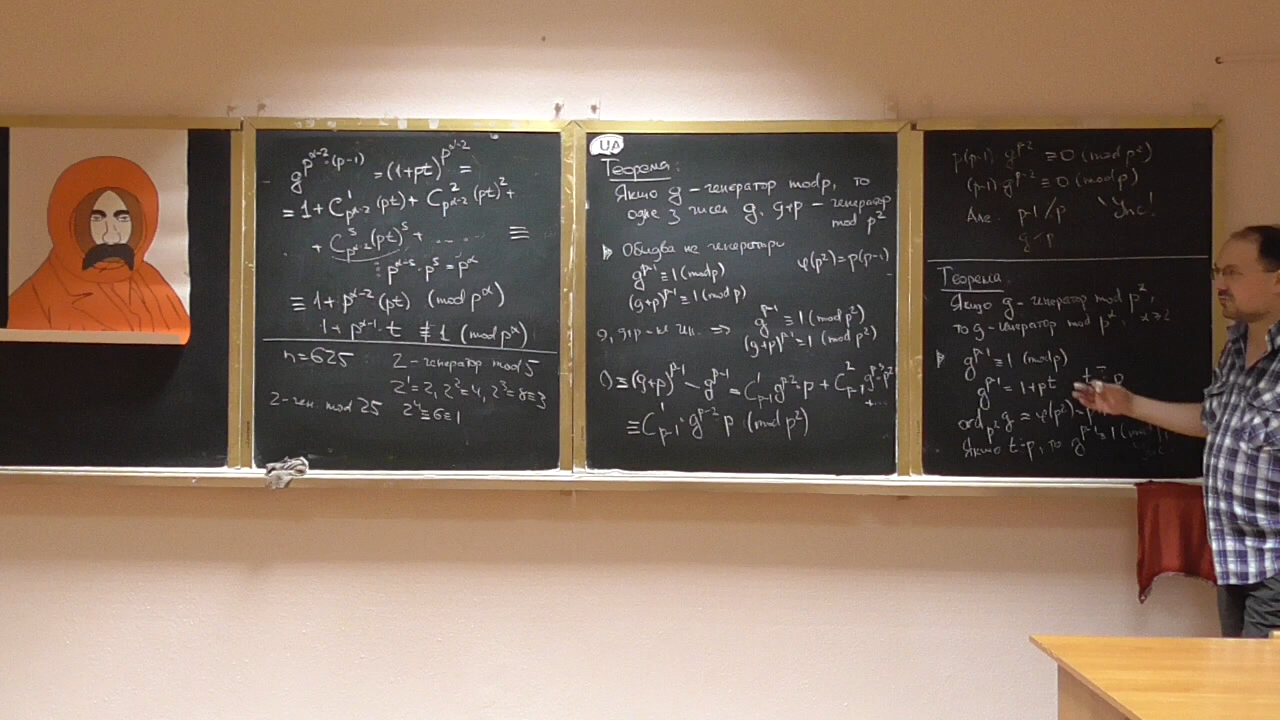 g^{p^{α-2}·(p-1)} = (1+pt)^{p^{α-2}} =
= 1 + C^1_{p^{α-2}}(pt) + C^2_{p^{α-2}}(pt)^2 +
+ C^s_{p^{α-2}}(pt)^s + ...... ≡
⋮ p^{α-s}·p^s = p^α
≡ 1 + p^{α-2}(pt) (mod p^α)
1 + p^{α-1}·t ≢ 1 (mod p^α)
n=625 2-генератор mod 5
2^1=2, 2^2=4, 2^3=8≡3
2-ген. mod 25 2^4≡6≡1
UA
Теорема:
Якщо g - генератор mod p, то
одне з чисел g, g+p - генератор
mod p^2
Обидва не генератори
φ(p^2)=p(p-1)
g^{p-1} ≡ 1 (mod p)
(g+p)^{p-1} ≡ 1 (mod p)
g, g+p - не ⇒ g^{p-1} ≡ 1 (mod p^2)
(g+p)^{p-1} ≡ 1 (mod p^2)
0 ≡ (g+p)^{p-1} - g^{p-1} = C^1_{p-1} g^{p-2}·p + C^2_{p-1} g^{p-3} p^2
+...
≡ C^1_{p-1}·g^{p-2} p (mod p^2)
p(p-1) g^{p-2} ≡ 0 (mod p^2)
(p-1) g^{p-2} ≡ 0 (mod p)
Але p-1 ⋮̸ p Упс!
g ⋮̸ p
Теорема.
Якщо g - генератор mod p^2,
то g - генератор mod p^α, α≥2
g^{p-1} ≡ 1 (mod p)
g^{p-1} = 1+pt
ord_{p^2} g = φ(p^2) =
Якщо t⋮p, то g^{p-1} ≡ 1